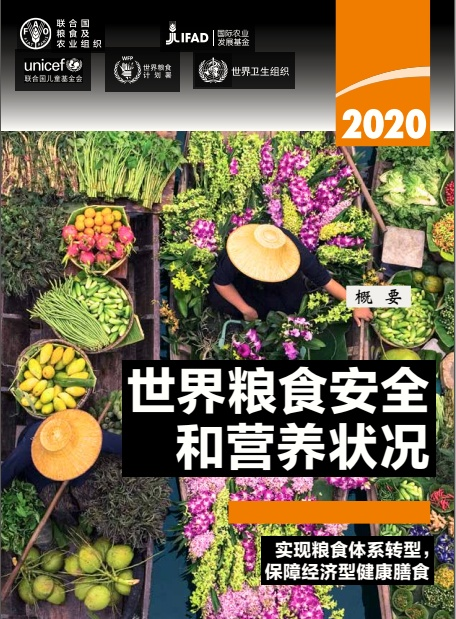 联合国
粮食及
农业组织
FAO
JLIFAD
国际农业
发展基金
unicef
联合国儿童基金会
WFP
世界粮食
计划署
世界卫生组织
2020
概 要
世界粮食安全
和营养状况
实现粮食体系转型，
保障经济型健康膳食